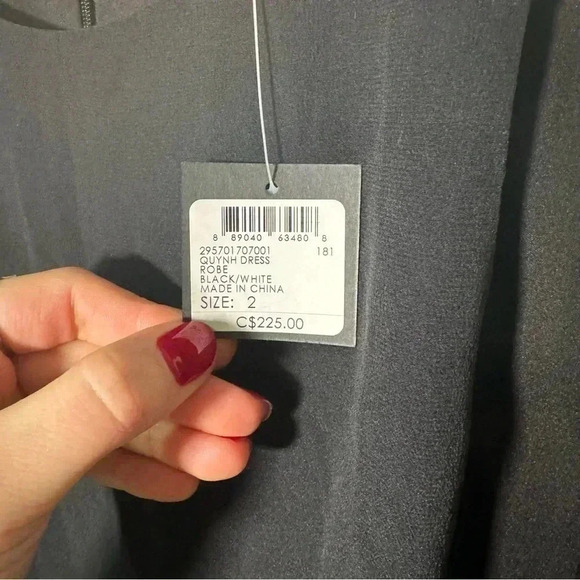 8 89040 63480 8
295701707001 181
QUYNH DRESS
ROBE
BLACK/WHITE
MADE IN CHINA
SIZE: 2
C$225.00